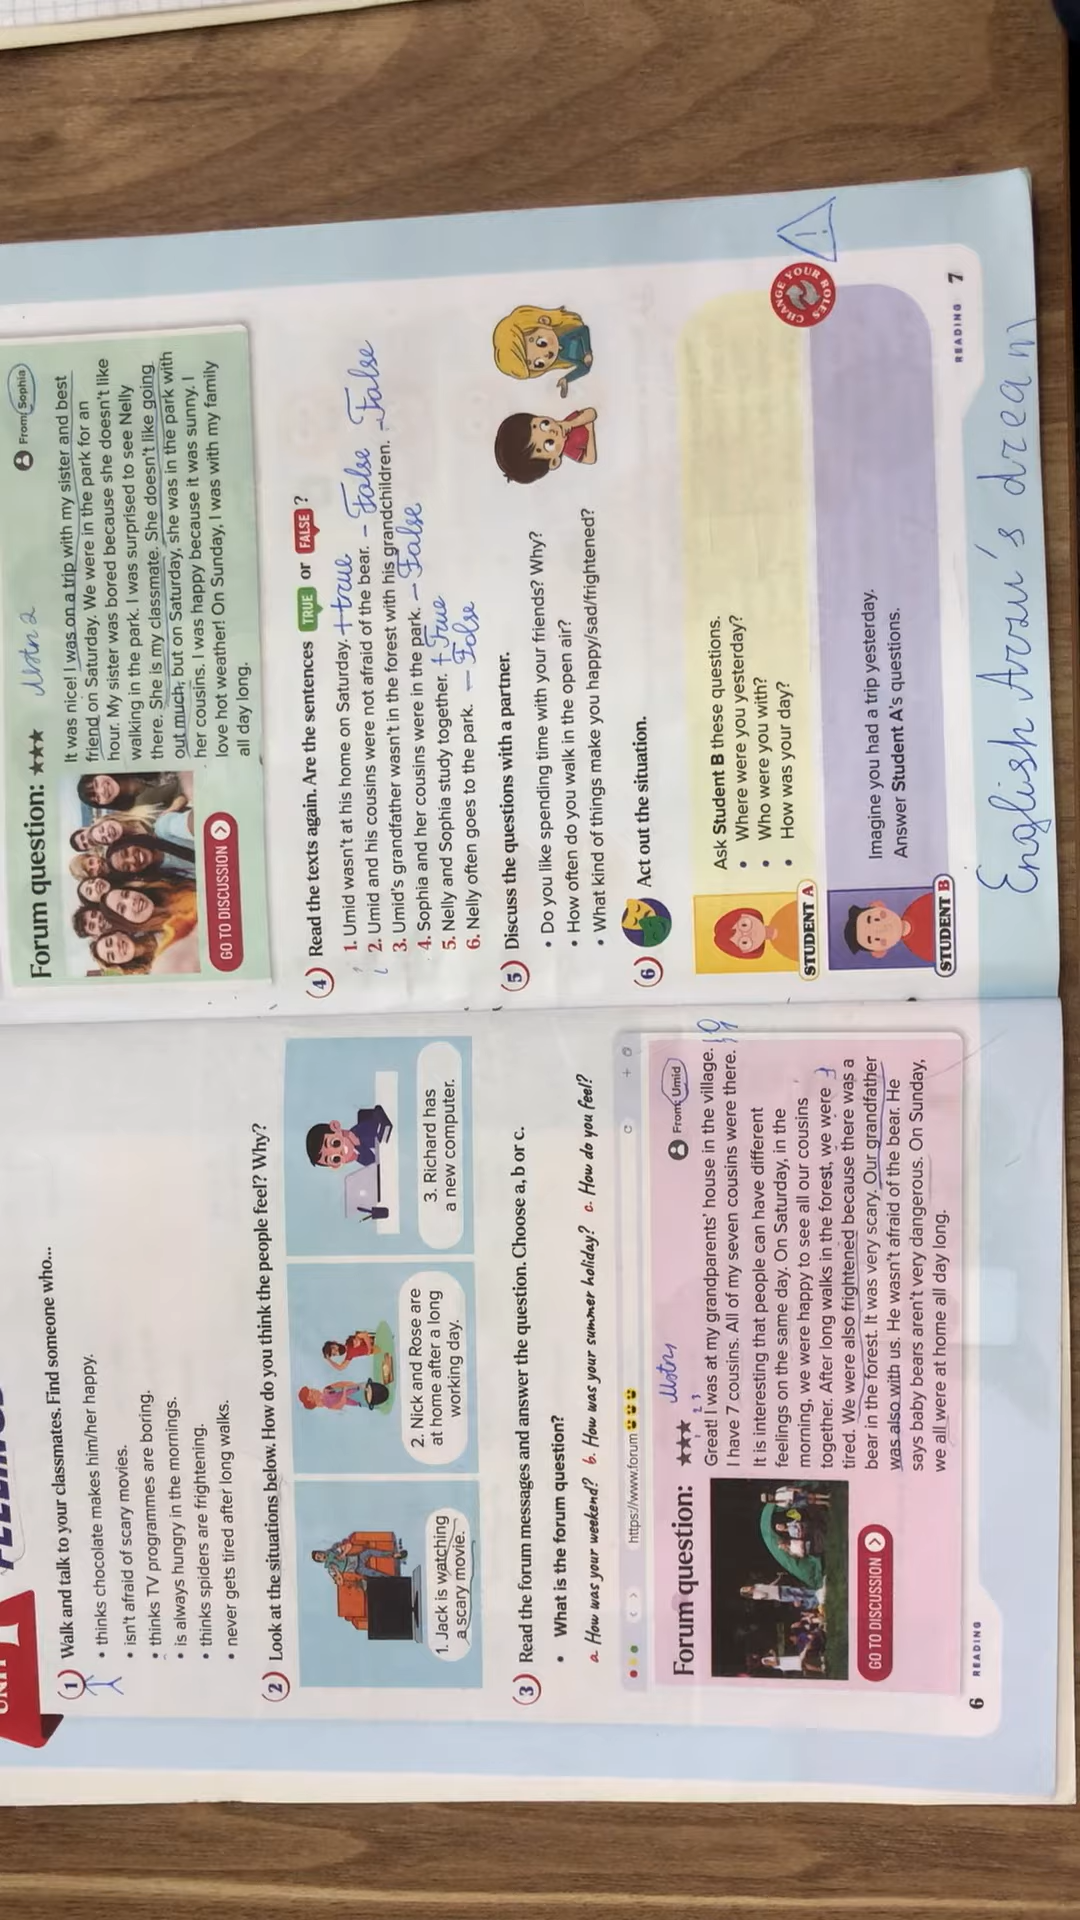 UNIT 1
1 Walk and talk to your classmates. Find someone who...
• thinks chocolate makes him/her happy.
• isn't afraid of scary movies.
• thinks TV programmes are boring.
• is always hungry in the mornings.
• thinks spiders are frightening.
• never gets tired after long walks.
2 Look at the situations below. How do you think the people feel? Why?
1. Jack is watching
a scary movie.
2. Nick and Rose are
at home after a long
working day.
3. Richard has
a new computer.
3 Read the forum messages and answer the question. Choose a, b or c.
• What is the forum question?
a. How was your weekend? b. How was your summer holiday? c. How do you feel?
https://www.forum
Forum question: ★★★
From: Umid
Great! I was at my grandparents' house in the village.
I have 7 cousins. All of my seven cousins were there.
It is interesting that people can have different
feelings on the same day. On Saturday, in the
morning, we were happy to see all our cousins
together. After long walks in the forest, we were
tired. We were also frightened because there was a
bear in the forest. It was very scary. Our grandfather
was also with us. He wasn't afraid of the bear. He
says baby bears aren't very dangerous. On Sunday,
we all were at home all day long.
GO TO DISCUSSION
6 READING
Forum question: ★★★
From: Sophia
It was nice! I was on a trip with my sister and best
friend on Saturday. We were in the park for an
hour. My sister was bored because she doesn't like
walking in the park. I was surprised to see Nelly
there. She is my classmate. She doesn't like going
out much, but on Saturday, she was in the park with
her cousins. I was happy because it was sunny. I
love hot weather! On Sunday, I was with my family
all day long.
GO TO DISCUSSION
4 Read the texts again. Are the sentences TRUE or FALSE ?
1. Umid wasn't at his home on Saturday. + true
2. Umid and his cousins were not afraid of the bear. - False
3. Umid's grandfather wasn't in the forest with his grandchildren. - False
4. Sophia and her cousins were in the park. - False
5. Nelly and Sophia study together. + True
6. Nelly often goes to the park. - False
5 Discuss the questions with a partner.
• Do you like spending time with your friends? Why?
• How often do you walk in the open air?
• What kind of things make you happy/sad/frightened?
6 Act out the situation.
Ask Student B these questions.
• Where were you yesterday?
• Who were you with?
• How was your day?
STUDENT A
CHANGE YOUR ROLES
Imagine you had a trip yesterday.
Answer Student A's questions.
STUDENT B
READING 7
English Arzu's dream